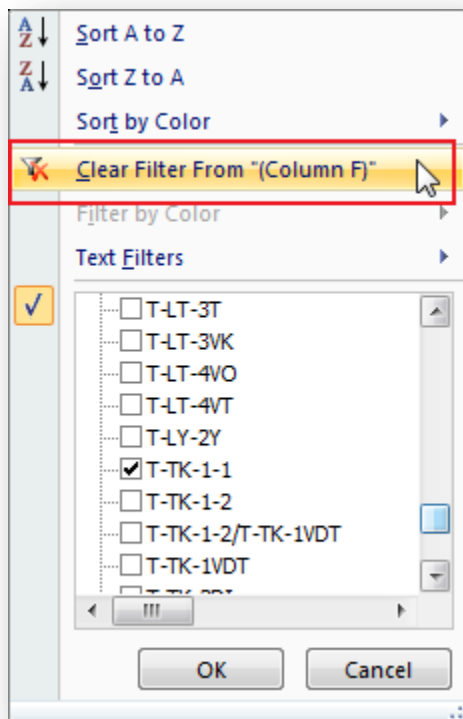 Sort A to Z
Sort Z to A
Sort by Color
Clear Filter From "(Column F)"
Filter by Color
Text Filters
T-LT-3T
T-LT-3VK
T-LT-4VO
T-LT-4VT
T-LY-2Y
T-TK-1-1
T-TK-1-2
T-TK-1-2/T-TK-1VDT
T-TK-1VDT
OK Cancel